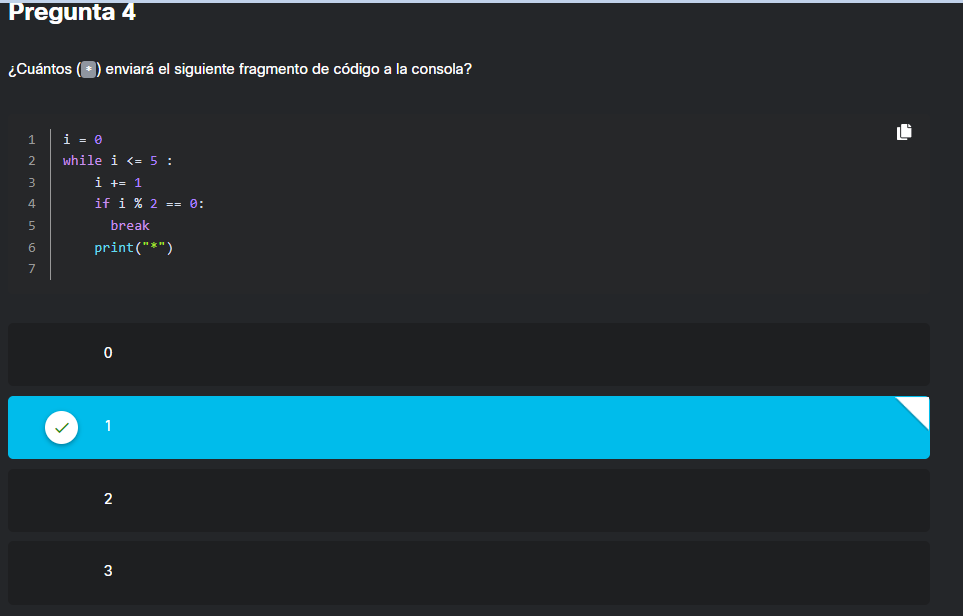 Pregunta 4
¿Cuántos (*) enviará el siguiente fragmento de código a la consola?
1 i = 0
2 while i <= 5 :
3     i += 1
4     if i % 2 == 0:
5       break
6     print("*")
7
0
1
2
3